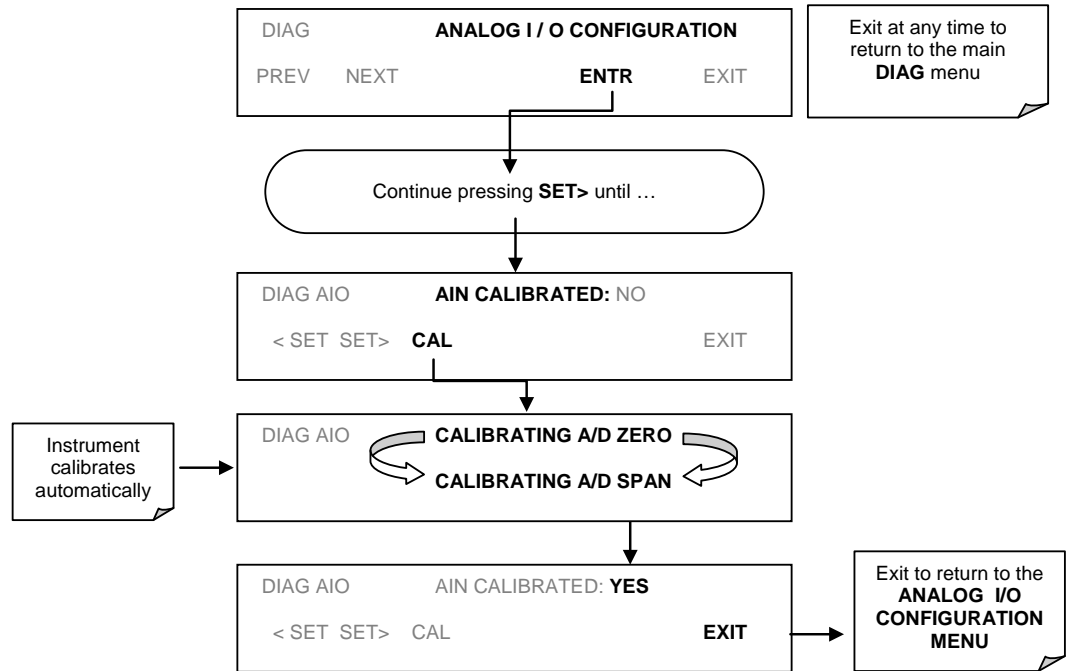 DIAG ANALOG I / O CONFIGURATION
PREV NEXT ENTR EXIT
Exit at any time to
return to the main
DIAG menu
Continue pressing SET> until …
DIAG AIO AIN CALIBRATED: NO
< SET SET> CAL EXIT
Instrument
calibrates
automatically
DIAG AIO CALIBRATING A/D ZERO
CALIBRATING A/D SPAN
DIAG AIO AIN CALIBRATED: YES
< SET SET> CAL EXIT
Exit to return to the
ANALOG I/O
CONFIGURATION
MENU